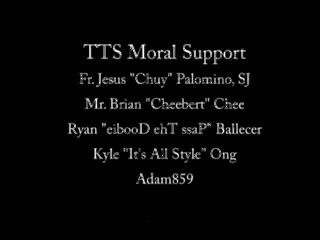 TTS Moral Support
Fr. Jesus "Chuy" Palomino, SJ
Mr. Brian "Cheebert" Chee
Ryan "eibooD ehT ssaP" Ballecer
Kyle "It's All Style" Ong
Adam859